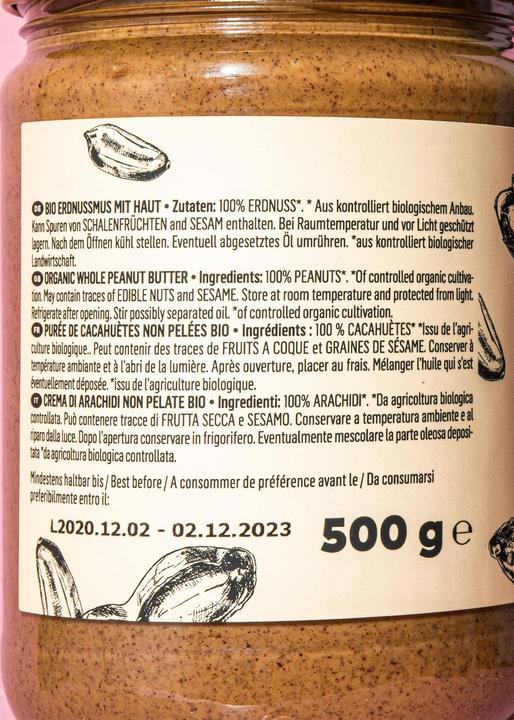 DE BIO ERDNUSSMUS MIT HAUT • Zutaten: 100% ERDNUSS*. * Aus kontrolliert biologischem Anbau.
Kann Spuren von SCHALENFRÜCHTEN and SESAM enthalten. Bei Raumtemperatur und vor Licht geschützt
lagern. Nach dem Öffnen kühl stellen. Eventuell abgesetztes Öl umrühren. *aus kontrolliert biologischer
Landwirtschaft.
GB ORGANIC WHOLE PEANUT BUTTER • Ingredients: 100% PEANUTS*. *Of controlled organic cultiva-
tion. May contain traces of EDIBLE NUTS and SESAME. Store at room temperature and protected from light.
Refrigerate after opening. Stir possibly separated oil. *of controlled organic cultivation.
FR PURÉE DE CACAHUÈTES NON PELÉES BIO • Ingrédients : 100 % CACAHUÈTES* *Issu de l'agri-
culture biologique.. Peut contenir des traces de FRUITS A COQUE et GRAINES DE SÉSAME. Conserver à
température ambiante et à l'abri de la lumière. Après ouverture, placer au frais. Mélanger l'huile qui s'est
éventuellement déposée. *issu de l'agriculture biologique.
IT CREMA DI ARACHIDI NON PELATE BIO • Ingredienti: 100% ARACHIDI*. *Da agricoltura biologica
controllata. Può contenere tracce di FRUTTA SECCA e SESAMO. Conservare a temperatura ambiente e al
riparo dalla luce. Dopo l'apertura conservare in frigorifero. Eventualmente mescolare la parte oleosa deposi-
tata *da agricoltura biologica controllata.
Mindestens haltbar bis / Best before / A consommer de préférence avant le / Da consumarsi
preferibilmente entro il:
L2020.12.02 - 02.12.2023
500 g e